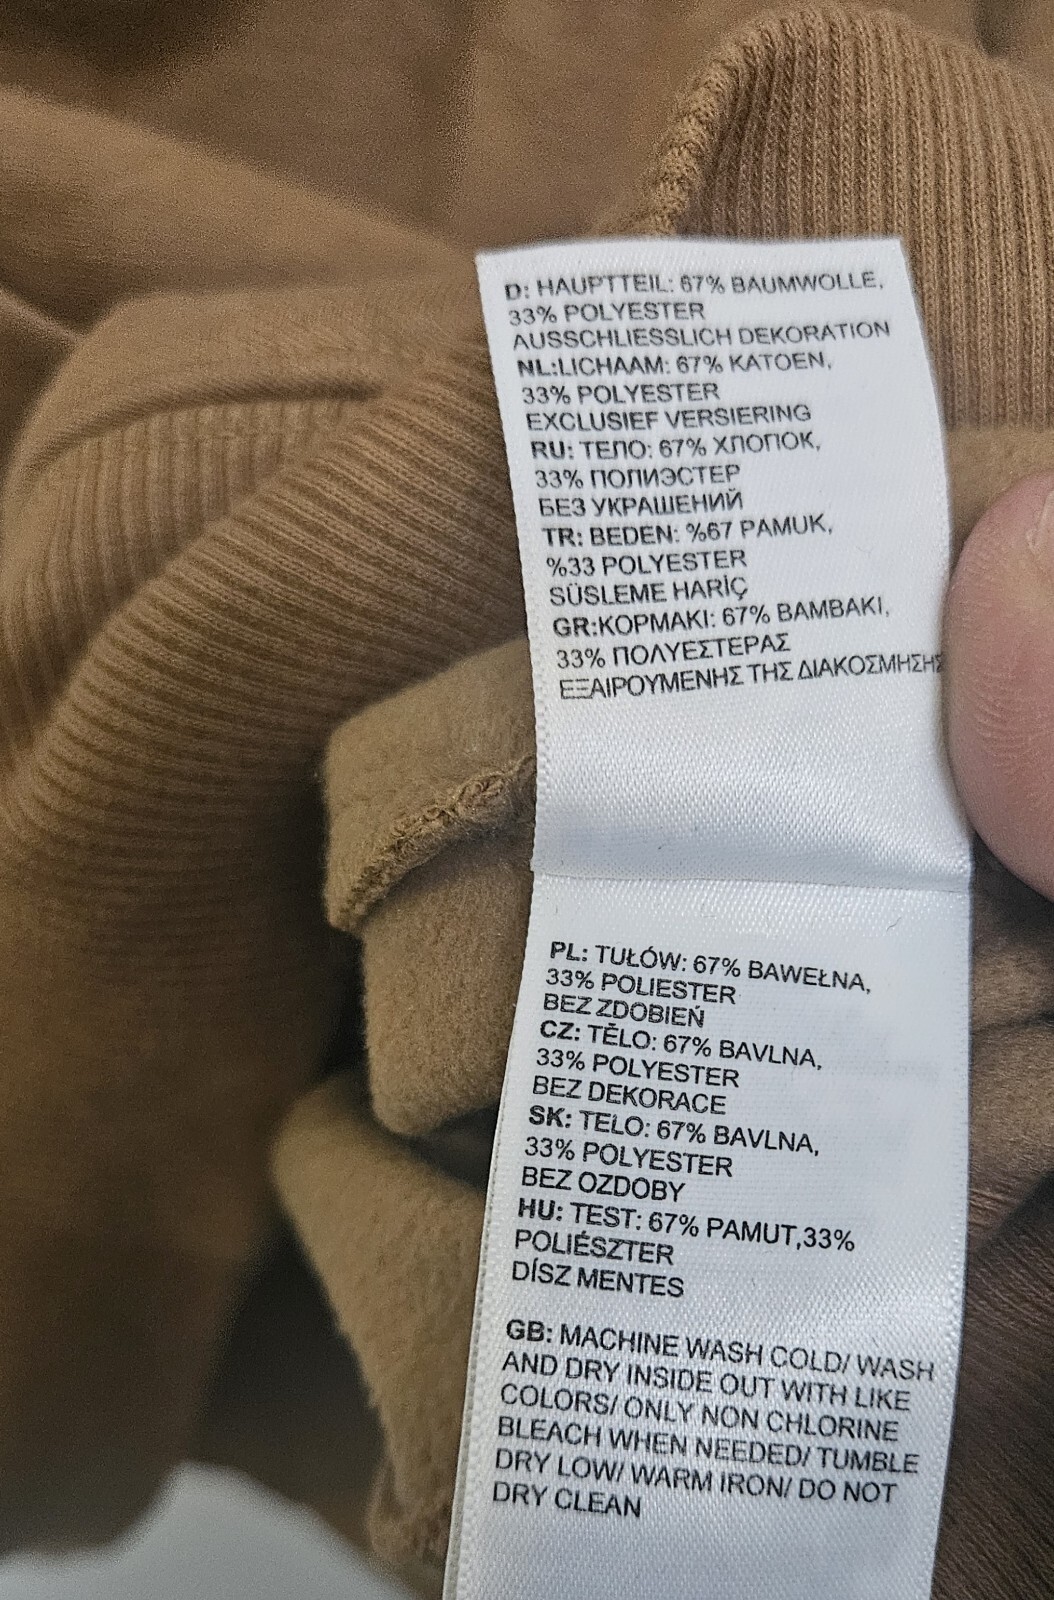 D: HAUPTTEIL: 67% BAUMWOLLE,
33% POLYESTER
AUSSCHLIESSLICH DEKORATION
NL:LICHAAM: 67% KATOEN,
33% POLYESTER
EXCLUSIEF VERSIERING
RU: ТЕЛО: 67% ХЛОПОК,
33% ПОЛИЭСТЕР
БЕЗ УКРАШЕНИЙ
TR: BEDEN: %67 PAMUK,
%33 POLYESTER
SÜSLEME HARİÇ
GR:ΚΟΡΜΑΚΙ: 67% ΒΑΜΒΑΚΙ,
33% ΠΟΛΥΕΣΤΕΡΑΣ
ΕΞΑΙΡΟΥΜΕΝΗΣ ΤΗΣ ΔΙΑΚΟΣΜΗΣΗΣ
PL: TUŁÓW: 67% BAWEŁNA,
33% POLIESTER
BEZ ZDOBIEŃ
CZ: TĚLO: 67% BAVLNA,
33% POLYESTER
BEZ DEKORACE
SK: TELO: 67% BAVLNA,
33% POLYESTER
BEZ OZDOBY
HU: TEST: 67% PAMUT,33%
POLIÉSZTER
DÍSZ MENTES
GB: MACHINE WASH COLD/ WASH
AND DRY INSIDE OUT WITH LIKE
COLORS/ ONLY NON CHLORINE
BLEACH WHEN NEEDED/ TUMBLE
DRY LOW/ WARM IRON/ DO NOT
DRY CLEAN